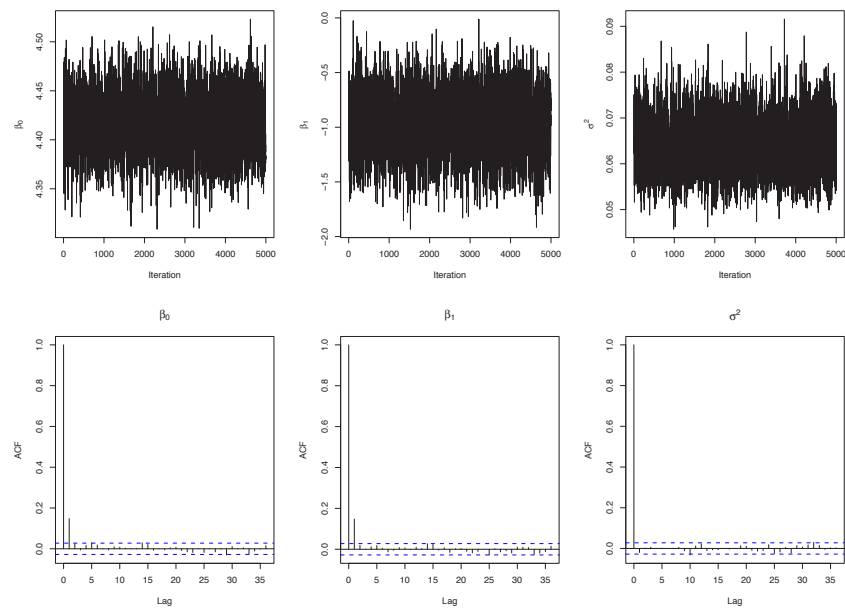 β0
4.35 4.40 4.45 4.50
0 1000 2000 3000 4000 5000
Iteration
β1
−2.0 −1.5 −1.0 −0.5 0.0
0 1000 2000 3000 4000 5000
Iteration
σ2
0.05 0.06 0.07 0.08 0.09
0 1000 2000 3000 4000 5000
Iteration
β0
ACF
0.0 0.2 0.4 0.6 0.8 1.0
0 5 10 15 20 25 30 35
Lag
β1
ACF
0.0 0.2 0.4 0.6 0.8 1.0
0 5 10 15 20 25 30 35
Lag
σ2
ACF
0.0 0.2 0.4 0.6 0.8 1.0
0 5 10 15 20 25 30 35
Lag